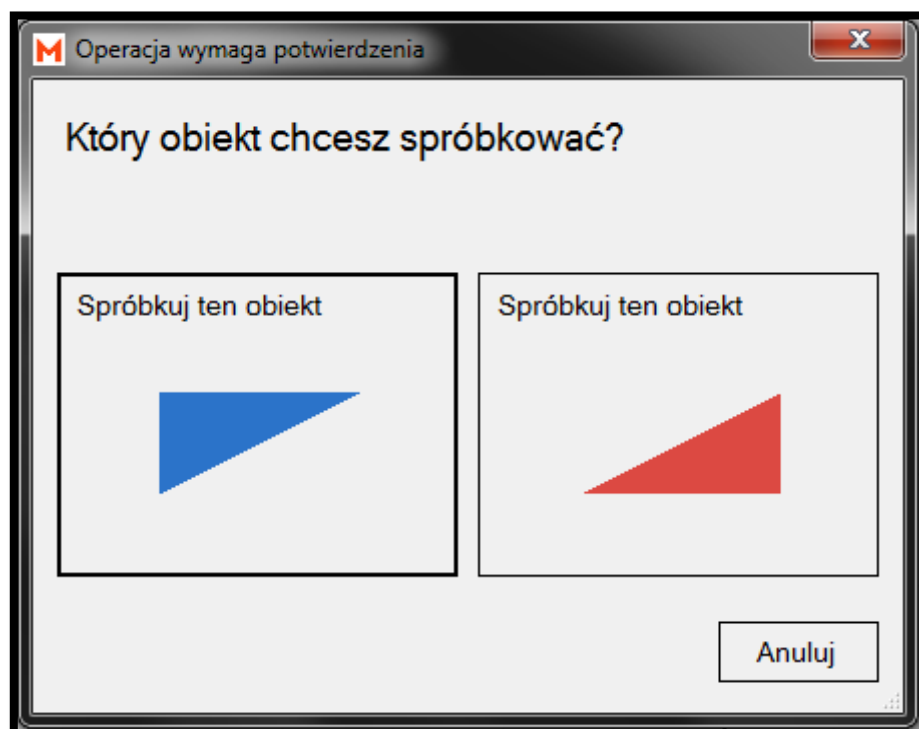 Operacja wymaga potwierdzenia
Który obiekt chcesz spróbkować?
Spróbkuj ten obiekt
Spróbkuj ten obiekt
Anuluj